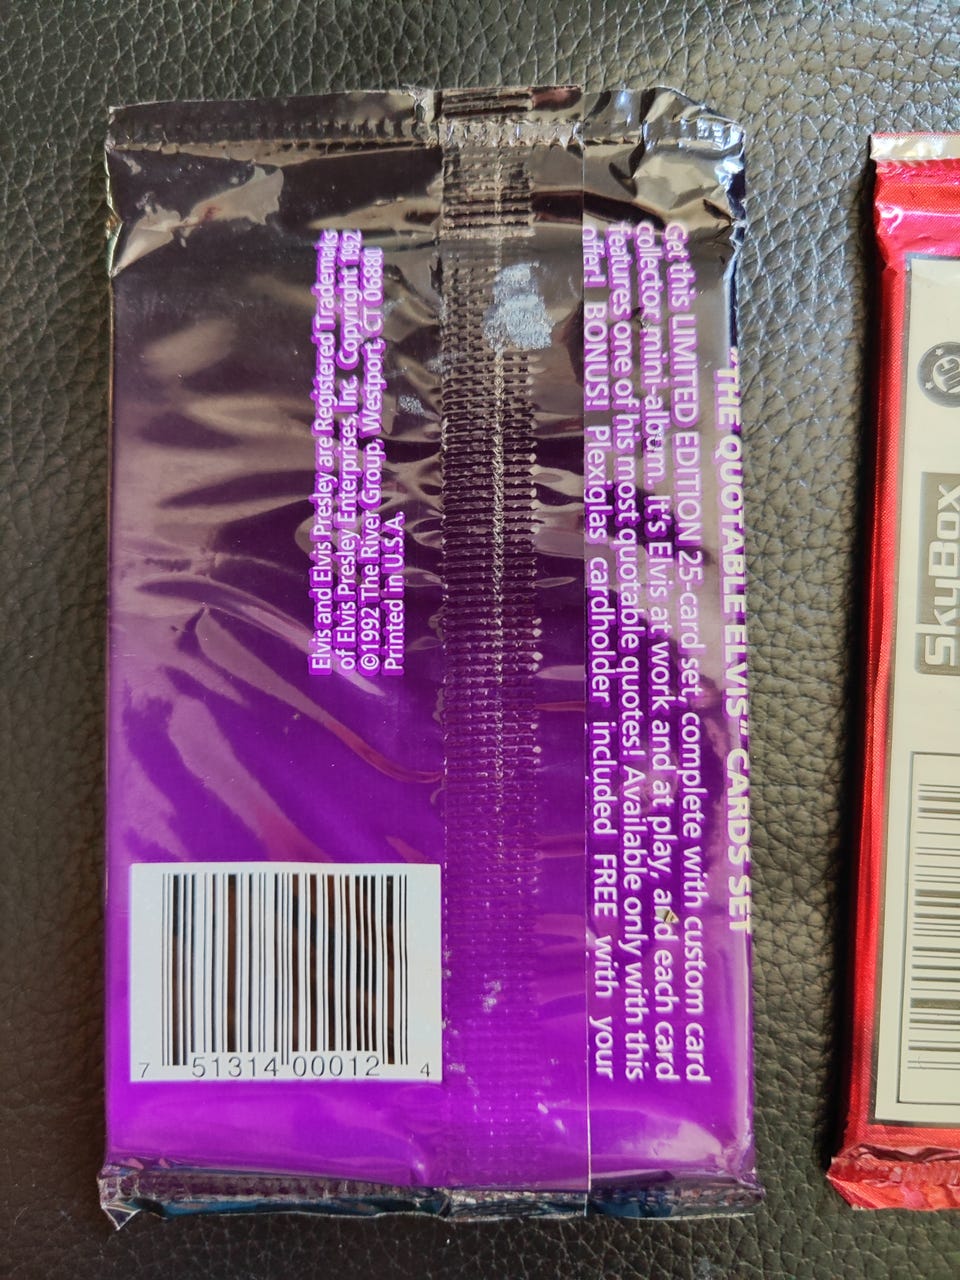 "THE QUOTABLE ELVIS" CARDS SET
Get this LIMITED EDITION 25-card set, complete with custom card
collector mini-album. It's Elvis at work and at play, and each card
features one of his most quotable quotes! Available only with this
offer! BONUS! Plexiglas cardholder included FREE with your
Elvis and Elvis Presley are Registered Trademarks
of Elvis Presley Enterprises, Inc. Copyright 1992
©1992 The River Group, Westport, CT 06880
Printed in U.S.A.
7 51314 00012 4
SkyBox